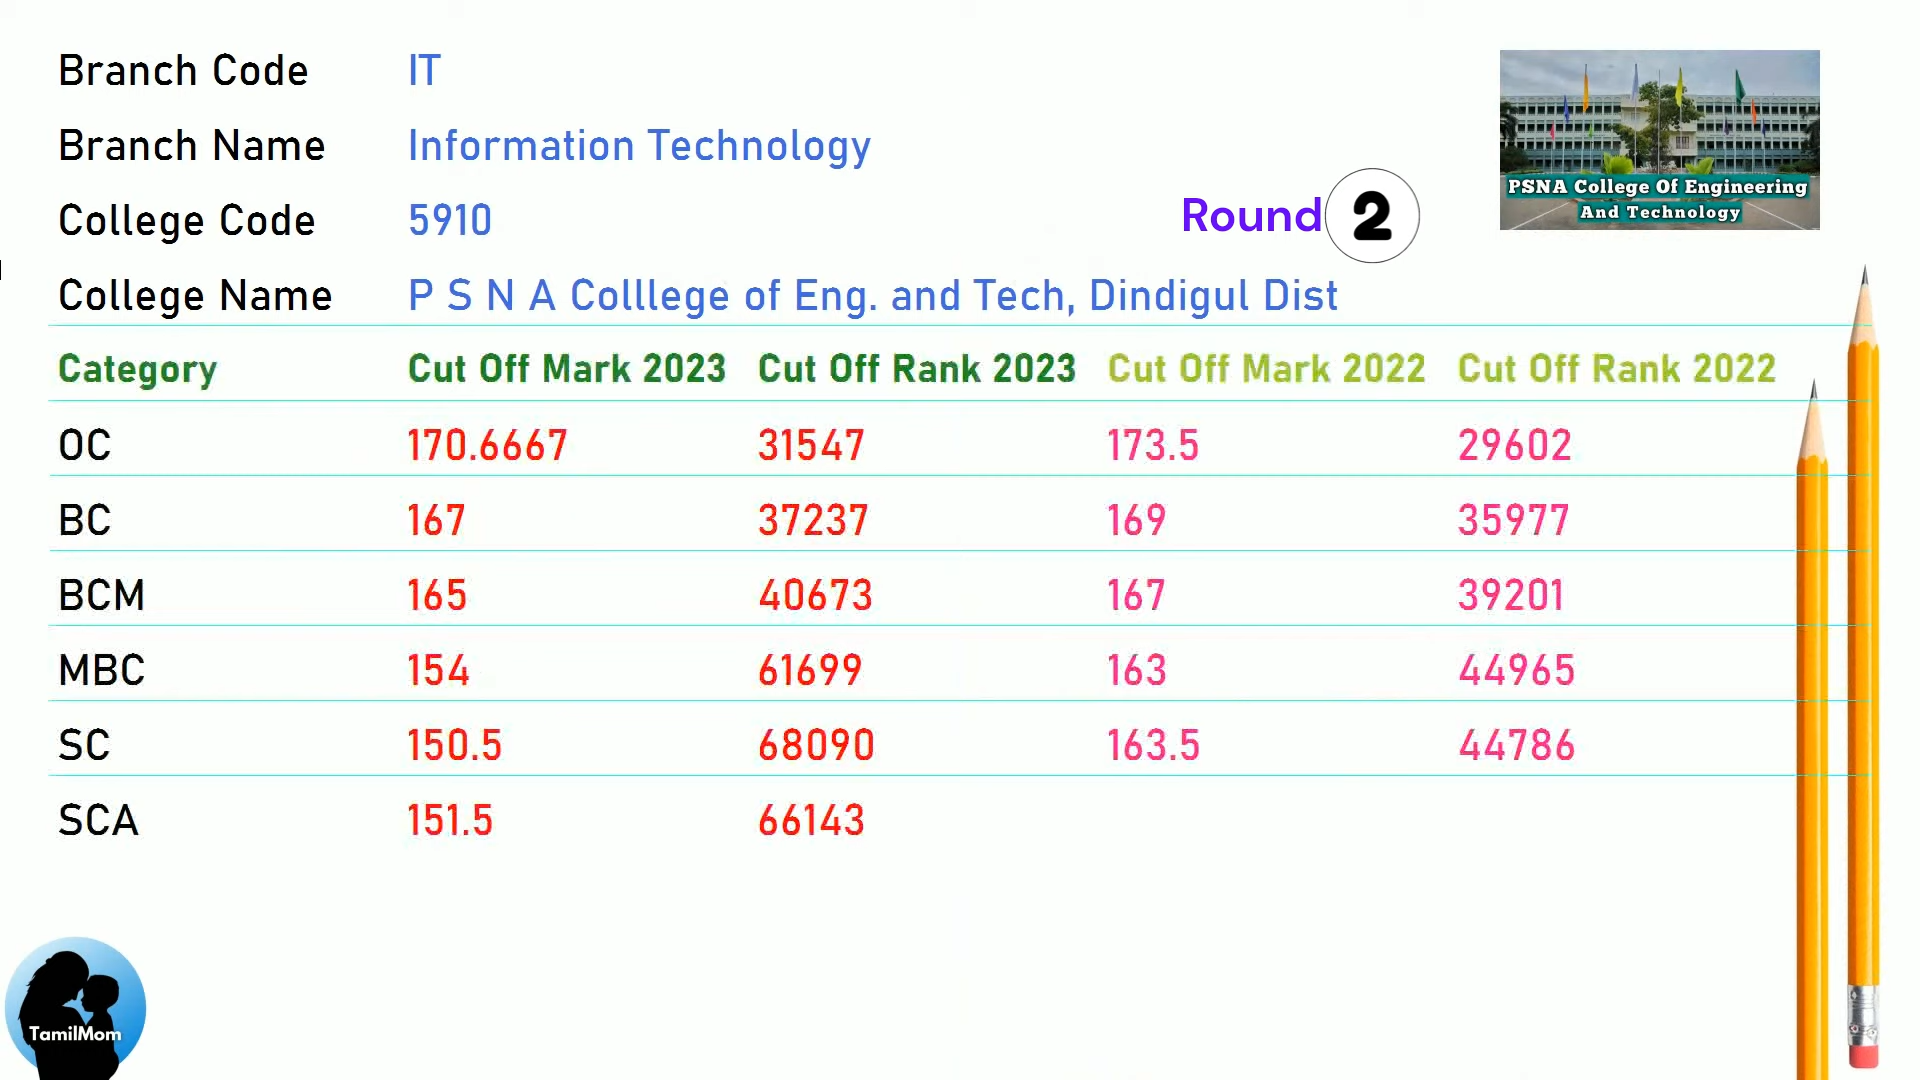 Branch Code IT
Branch Name Information Technology
College Code 5910
Round 2
PSNA College Of Engineering
And Technology
College Name P S N A Colllege of Eng. and Tech, Dindigul Dist
Category Cut Off Mark 2023 Cut Off Rank 2023 Cut Off Mark 2022 Cut Off Rank 2022
OC 170.6667 31547 173.5 29602
BC 167 37237 169 35977
BCM 165 40673 167 39201
MBC 154 61699 163 44965
SC 150.5 68090 163.5 44786
SCA 151.5 66143
TamilMom